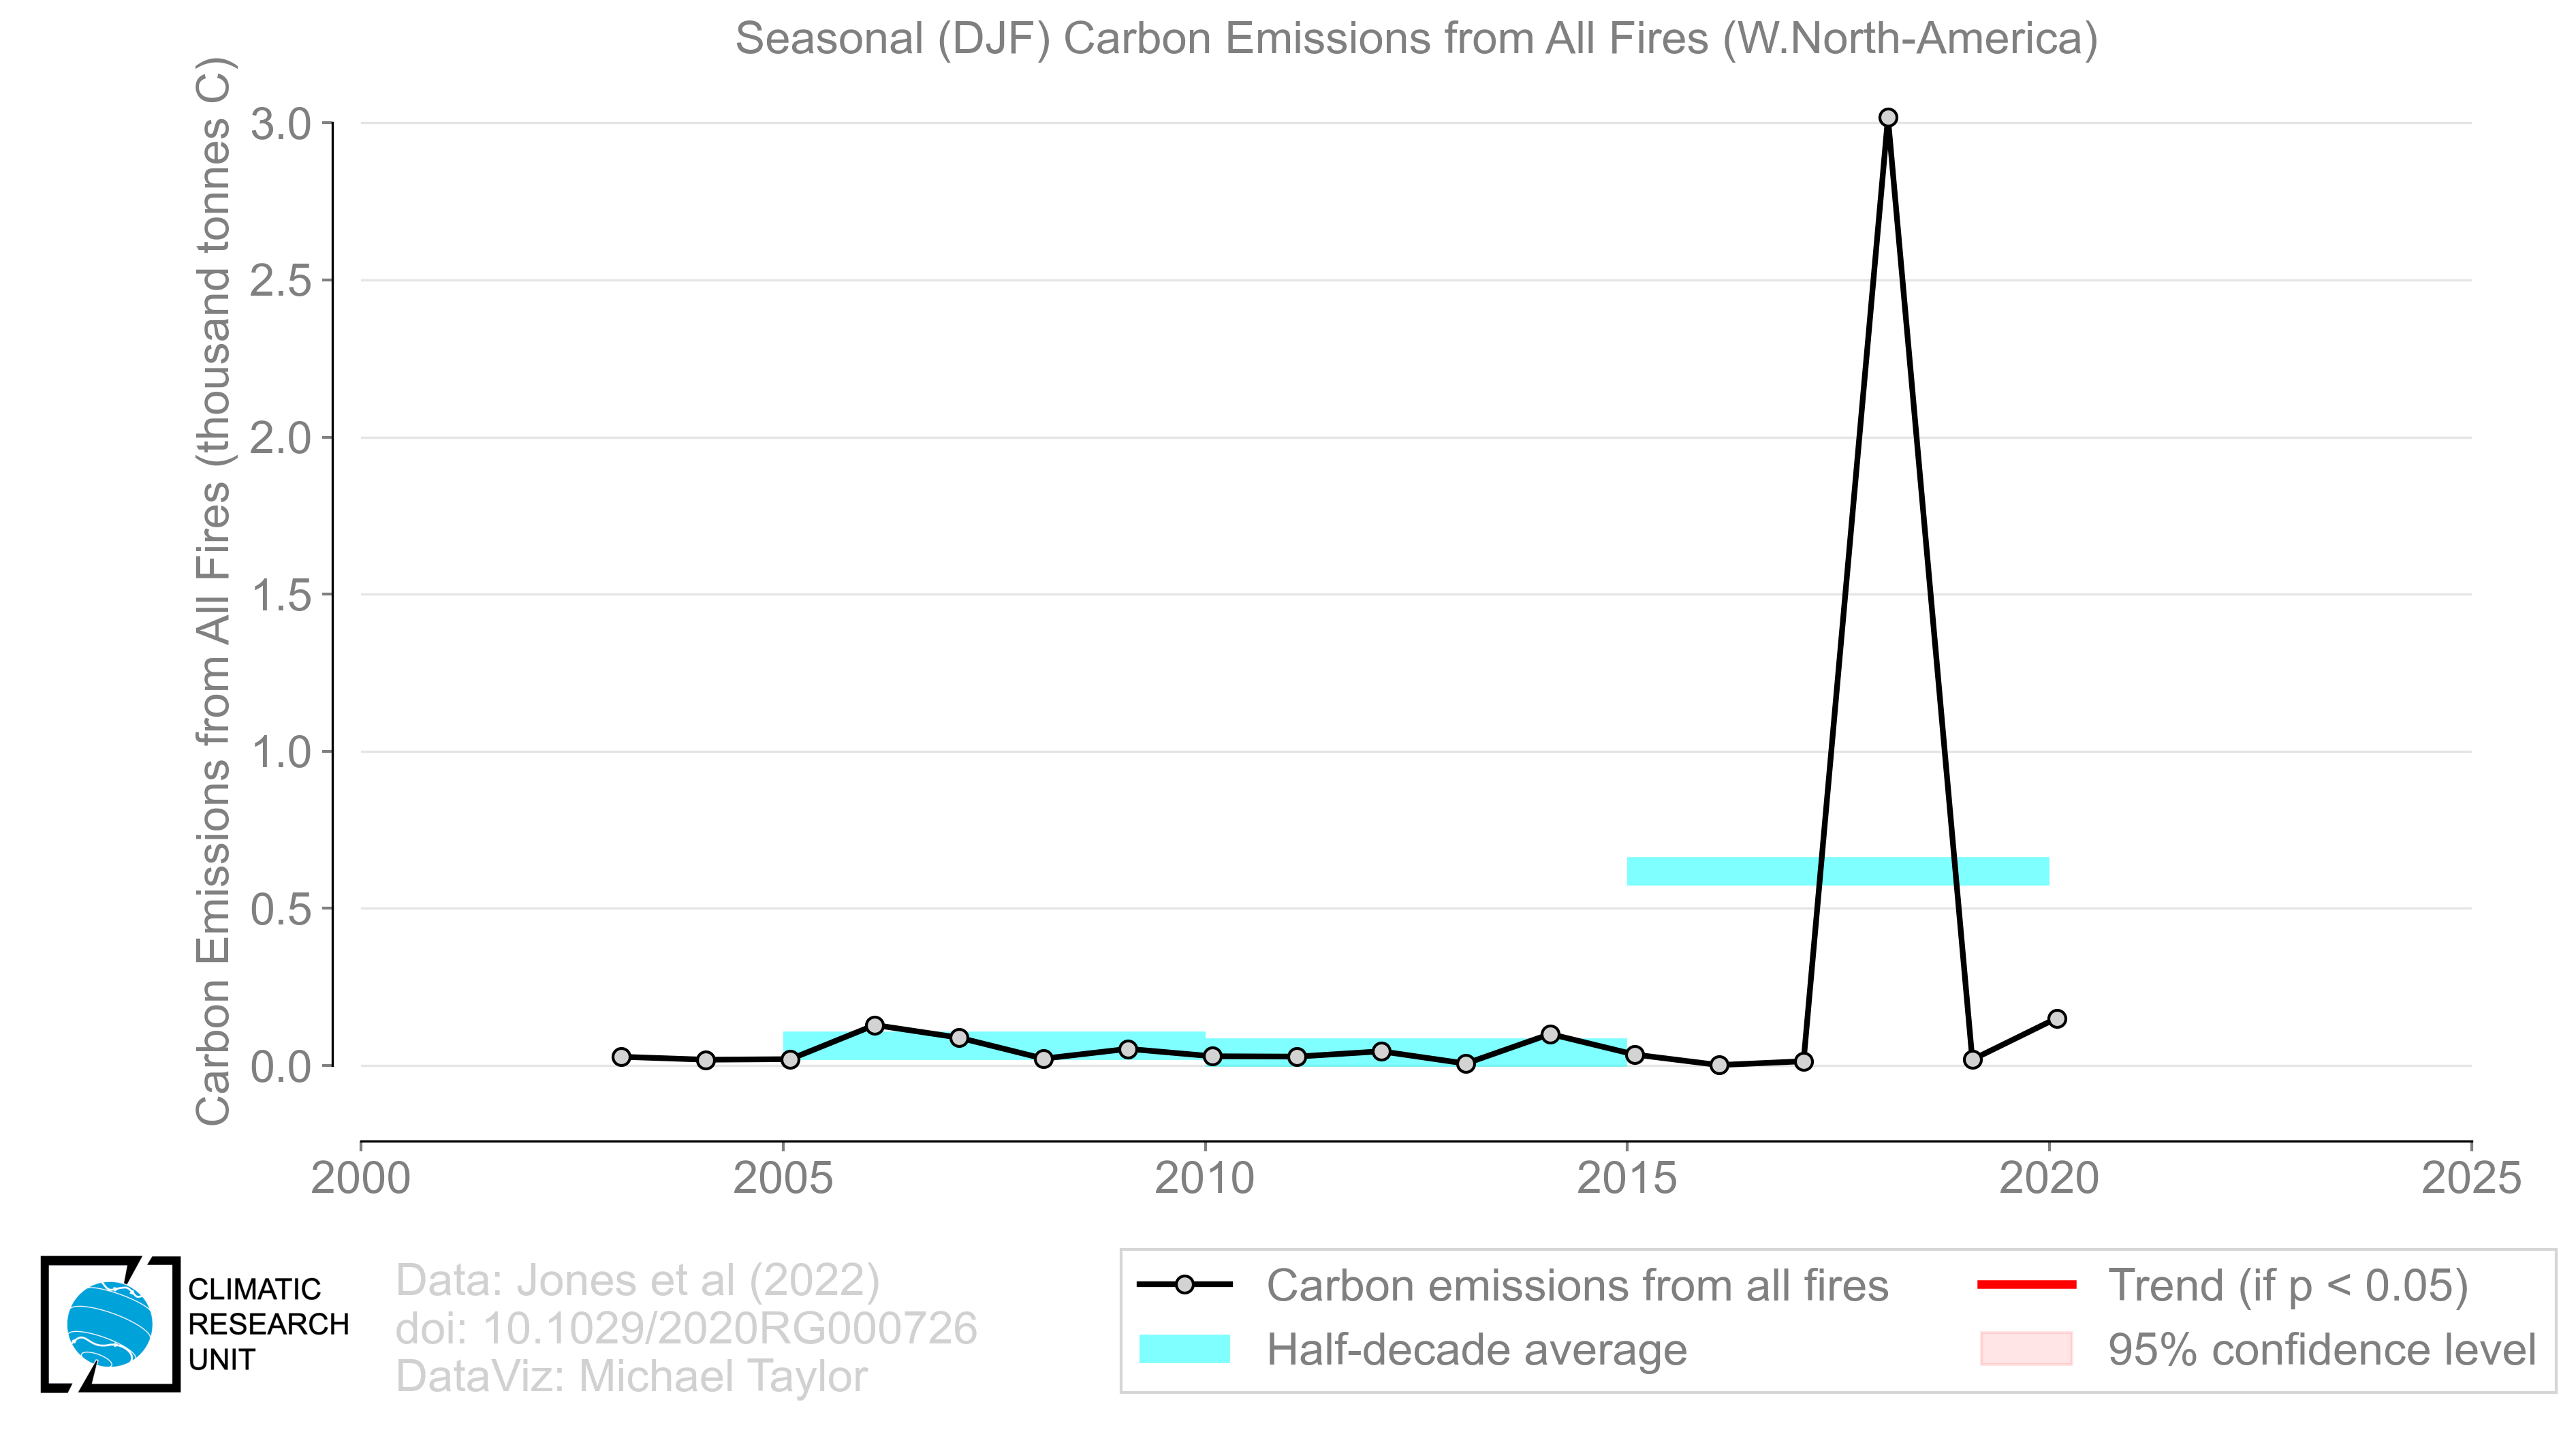 Seasonal (DJF) Carbon Emissions from All Fires (W.North-America)
Carbon Emissions from All Fires (thousand tonnes C)
3.0
2.5
2.0
1.5
1.0
0.5
0.0
2000 2005 2010 2015 2020 2025
CLIMATIC
RESEARCH
UNIT
Data: Jones et al (2022)
doi: 10.1029/2020RG000726
DataViz: Michael Taylor
Carbon emissions from all fires
Half-decade average
Trend (if p < 0.05)
95% confidence level